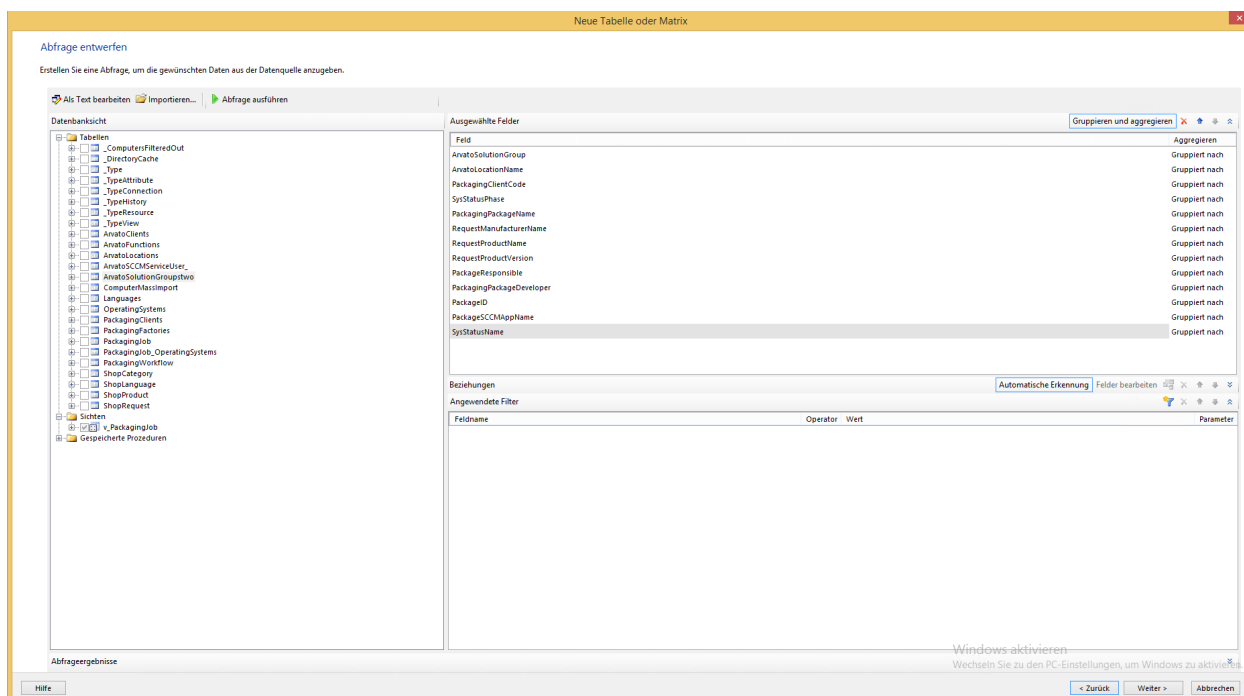 Neue Tabelle oder Matrix
Abfrage entwerfen
Erstellen Sie eine Abfrage, um die gewünschten Daten aus der Datenquelle anzugeben.
Als Text bearbeiten Importieren... Abfrage ausführen
Datenbanksicht
Tabellen
_ComputersFilteredOut
_DirectoryCache
_Type
_TypeAttribute
_TypeConnection
_TypeHistory
_TypeResource
_TypeView
ArvatoClients
ArvatoFunctions
ArvatoLocations
ArvatoSCCMServiceUser_
ArvatoSolutionGroupstwo
ComputerMassImport
Languages
OperatingSystems
PackagingClients
PackagingFactories
PackagingJob
PackagingJob_OperatingSystems
PackagingWorkflow
ShopCategory
ShopLanguage
ShopProduct
ShopRequest
Sichten
v_PackagingJob
Gespeicherte Prozeduren
Ausgewählte Felder Gruppieren und aggregieren
Feld Aggregieren
ArvatoSolutionGroup Gruppiert nach
ArvatoLocationName Gruppiert nach
PackagingClientCode Gruppiert nach
SysStatusPhase Gruppiert nach
PackagingPackageName Gruppiert nach
RequestManufacturerName Gruppiert nach
RequestProductName Gruppiert nach
RequestProductVersion Gruppiert nach
PackageResponsible Gruppiert nach
PackagingPackageDeveloper Gruppiert nach
PackageID Gruppiert nach
PackageSCCMAppName Gruppiert nach
SysStatusName Gruppiert nach
Beziehungen Automatische Erkennung Felder bearbeiten
Angewendete Filter
Feldname Operator Wert Parameter
Abfrageergebnisse
Windows aktivieren
Wechseln Sie zu den PC-Einstellungen, um Windows zu aktivieren.
Hilfe < Zurück Weiter > Abbrechen